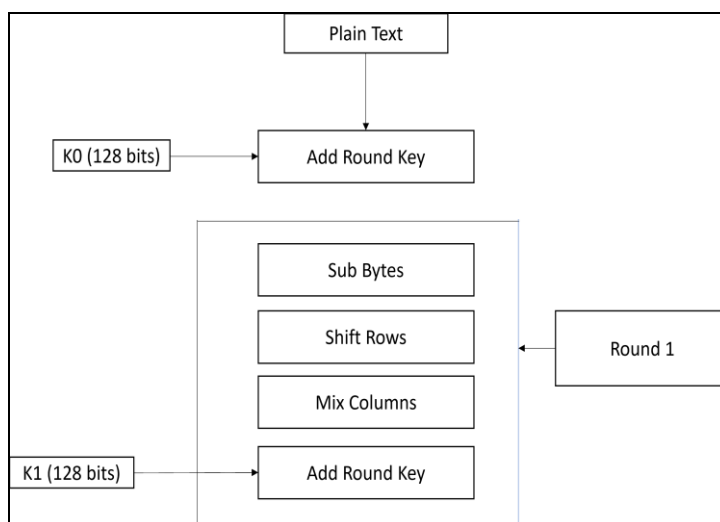 Plain Text
K0 (128 bits)
Add Round Key
Sub Bytes
Shift Rows
Round 1
Mix Columns
K1 (128 bits)
Add Round Key